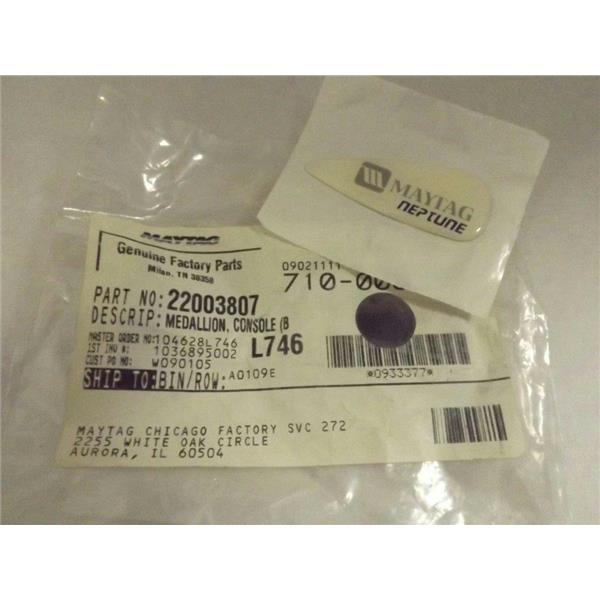 MAYTAG
NEPTUNE
MAYTAG
Genuine Factory Parts
Milan, TN 38358
09021111
710-00
PART NO: 22003807
DESCRIP: MEDALLION, CONSOLE (B
MASTER ORDER NO: 104628L746 L746
1ST INV #: 1036895002
CUST PO NO: W090105
*0933377*
SHIP TO: BIN/ROW: A0109E
MAYTAG CHICAGO FACTORY SVC 272
2255 WHITE OAK CIRCLE
AURORA, IL 60504